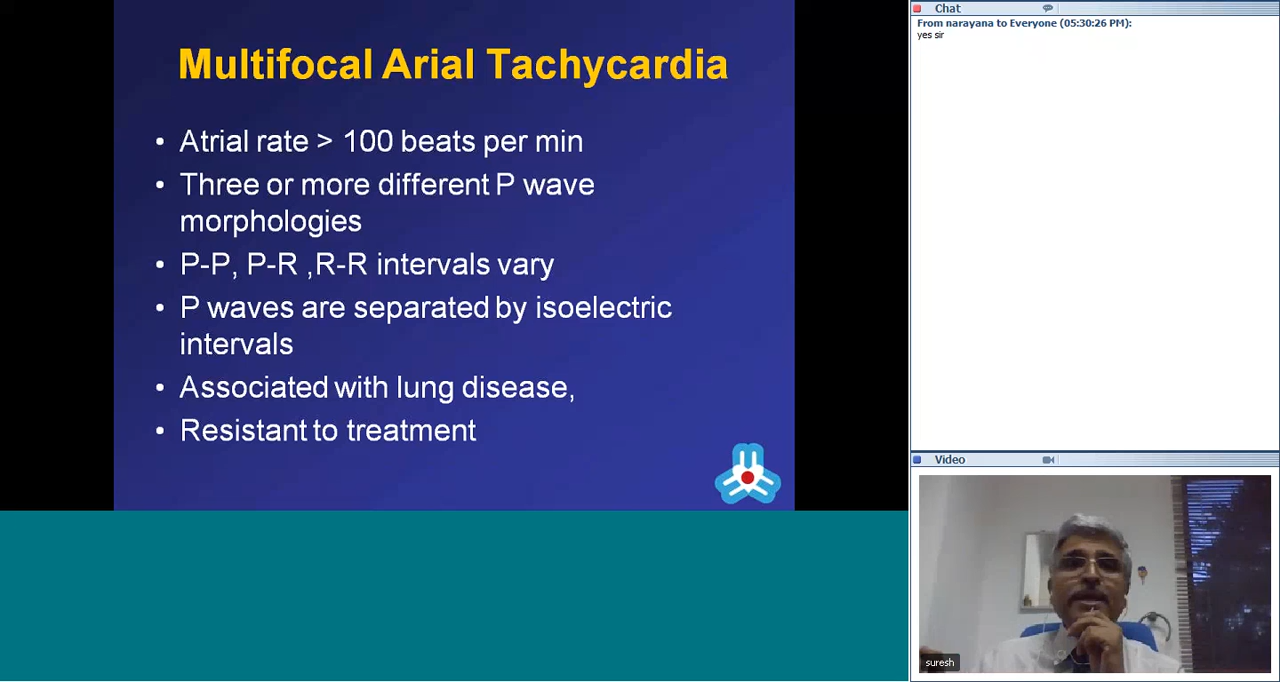 Multifocal Arial Tachycardia
• Atrial rate > 100 beats per min
• Three or more different P wave
morphologies
• P-P, P-R ,R-R intervals vary
• P waves are separated by isoelectric
intervals
• Associated with lung disease,
• Resistant to treatment
Chat
From narayana to Everyone (05:30:26 PM):
yes sir
Video
suresh